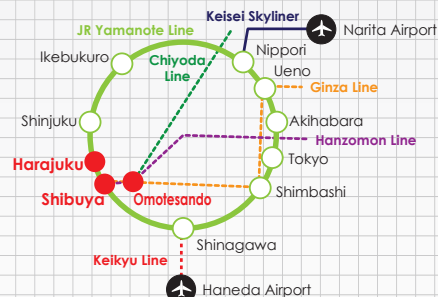 Keisei Skyliner
JR Yamanote Line
Narita Airport
Nippori
Ikebukuro
Chiyoda
Line
Ueno
Ginza Line
Shinjuku
Akihabara
Hanzomon Line
Harajuku
Tokyo
Shibuya
Omotesando
Shimbashi
Shinagawa
Keikyu Line
Haneda Airport